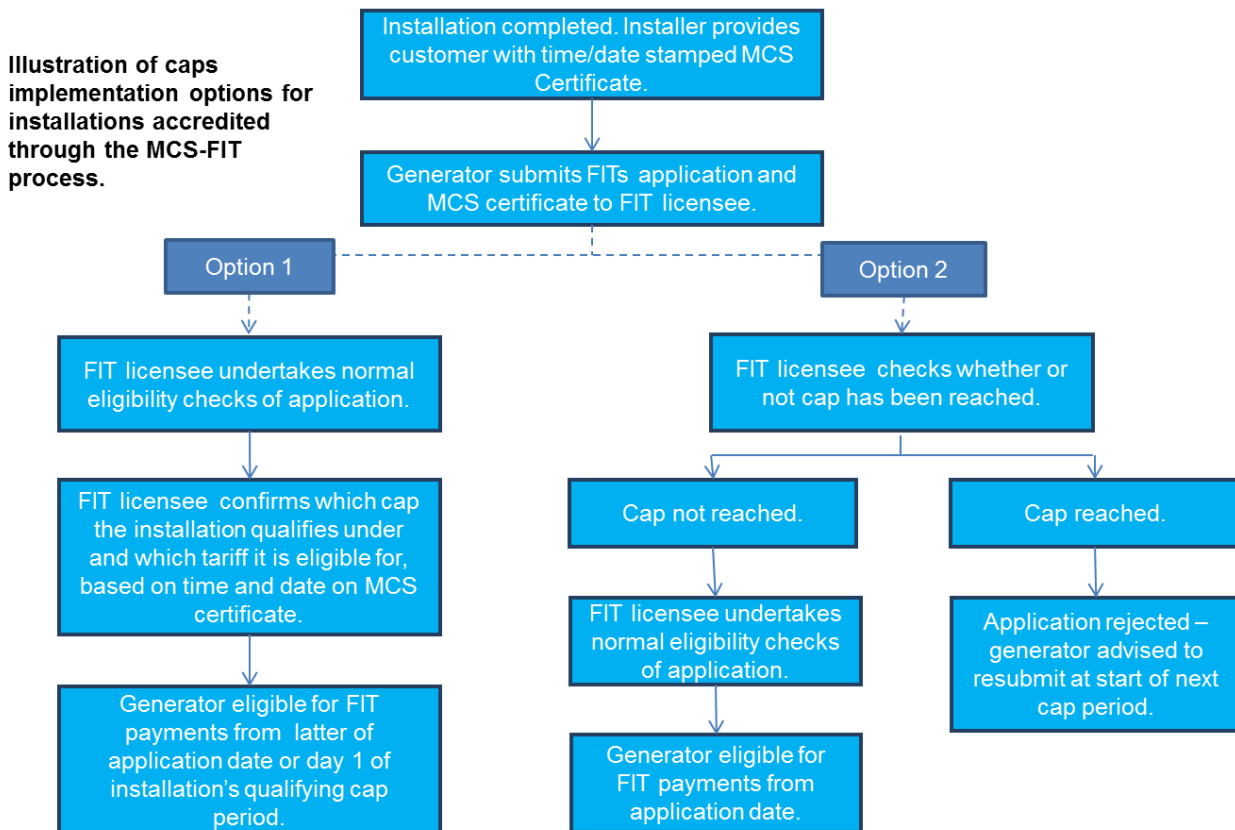 Illustration of caps
implementation options for
installations accredited
through the MCS-FIT
process.
Installation completed. Installer provides
customer with time/date stamped MCS
Certificate.
Generator submits FITs application and
MCS certificate to FIT licensee.
Option 1
Option 2
FIT licensee undertakes normal
eligibility checks of application.
FIT licensee confirms which cap
the installation qualifies under
and which tariff it is eligible for,
based on time and date on MCS
certificate.
Generator eligible for FIT
payments from latter of
application date or day 1 of
installation’s qualifying cap
period.
FIT licensee checks whether or
not cap has been reached.
Cap not reached.
FIT licensee undertakes
normal eligibility checks
of application.
Generator eligible for
FIT payments from
application date.
Cap reached.
Application rejected –
generator advised to
resubmit at start of next
cap period.